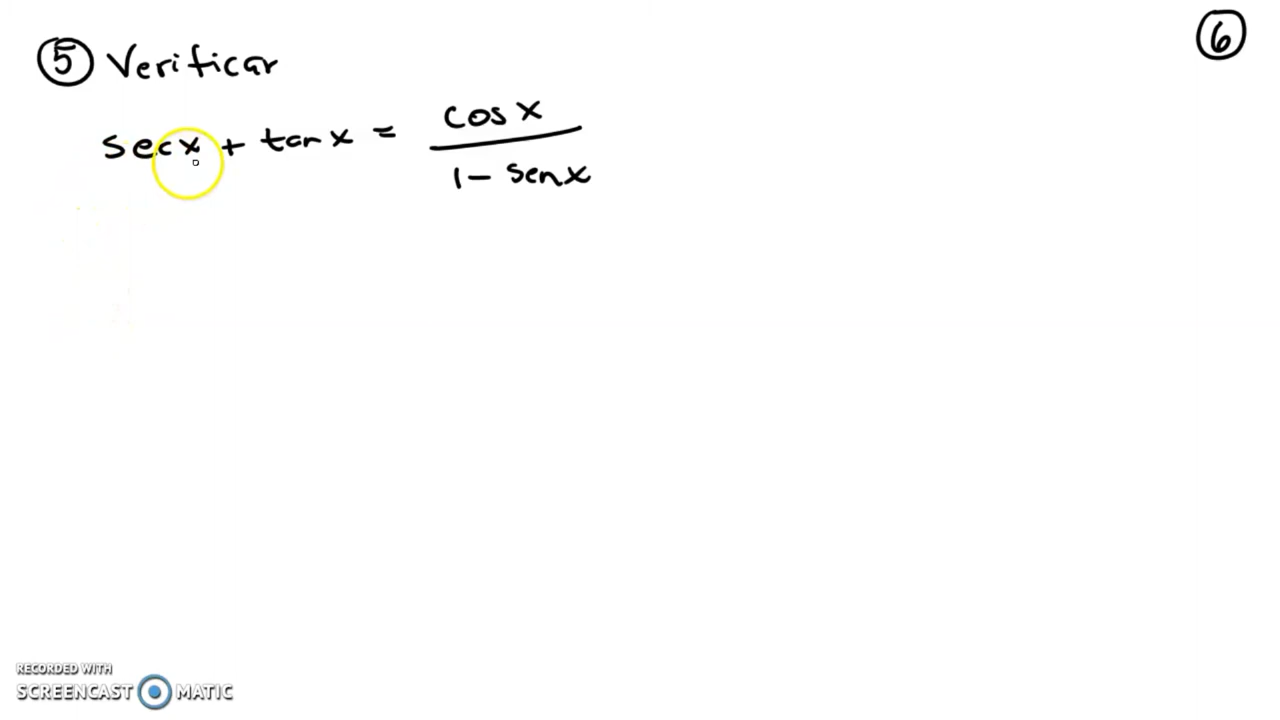 ⑤ Verificar
⑥
sec x + tan x = cos x / 1 - sen x
RECORDED WITH
SCREENCAST MATIC